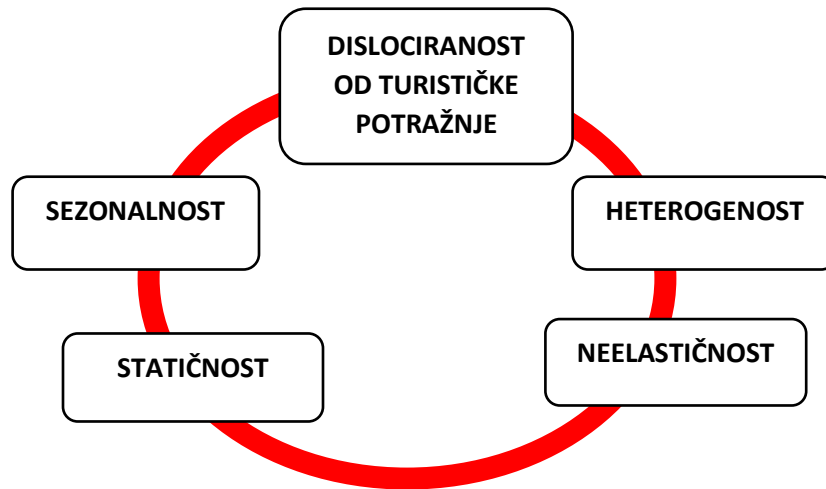 DISLOCIRANOST
OD TURISTIČKE
POTRAŽNJE
SEZONALNOST
HETEROGENOST
STATIČNOST
NEELASTIČNOST